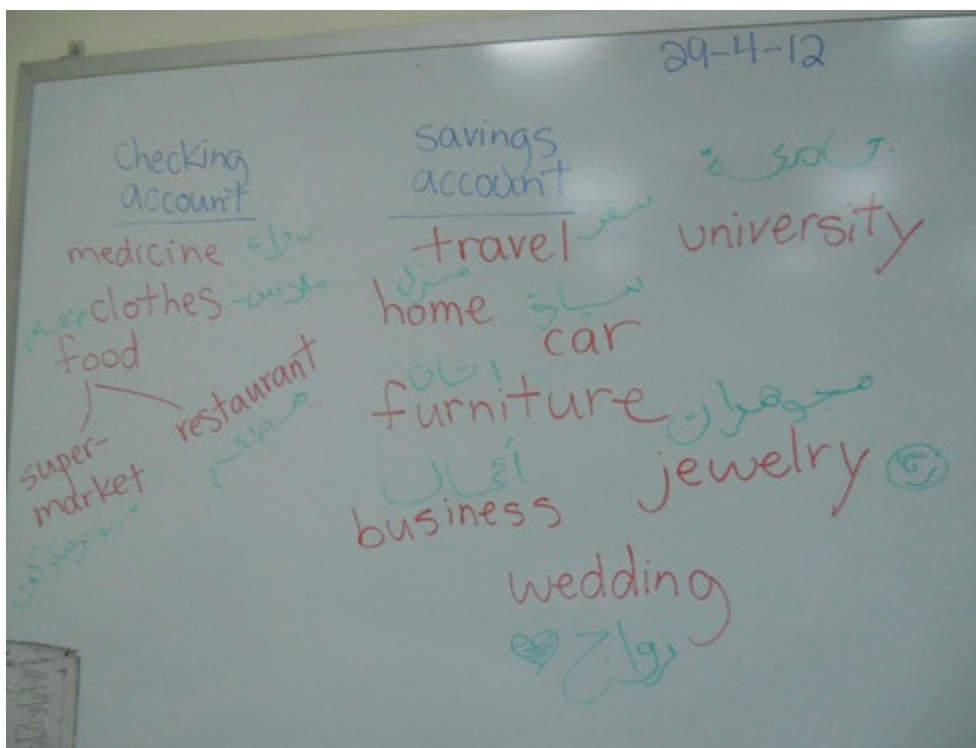 29-4-12
checking
account
medicine دواء
clothes - ملابس
food
super-
market
سوبرماركت
restaurant
savings
account
travel سفر
منزل
home
سيارة
car
أثاث
furniture
أعمال
business
جامعة
university
مجوهرات
jewelry
wedding
زواج